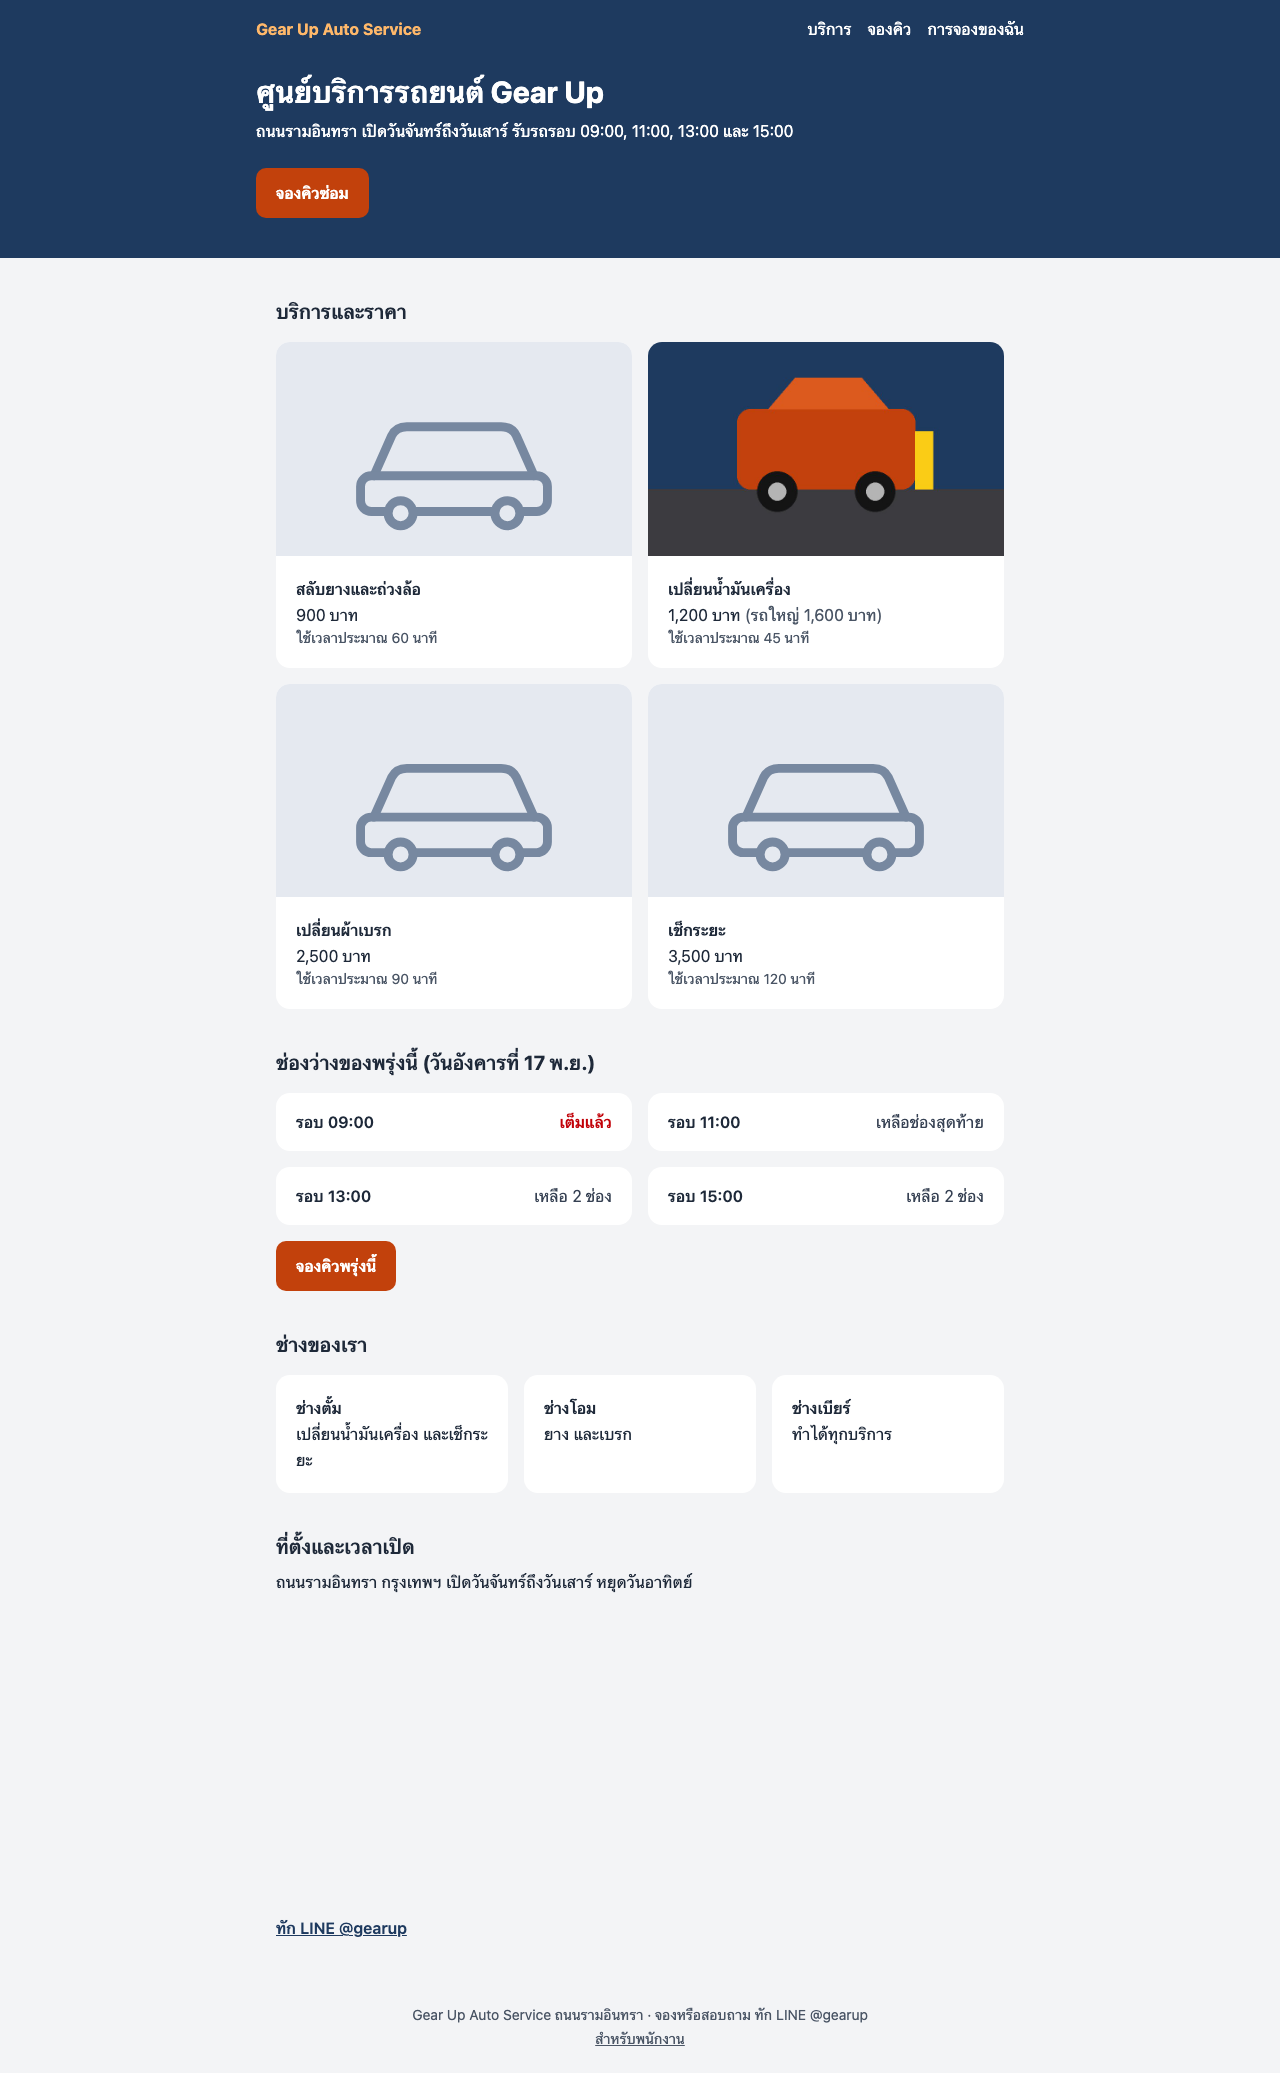 Gear Up Auto Service
บริการ จองคิว การจองของฉัน
ศูนย์บริการรถยนต์ Gear Up
ถนนรามอินทรา เปิดวันจันทร์ถึงวันเสาร์ รับรถรอบ 09:00, 11:00, 13:00 และ 15:00
จองคิวซ่อม
บริการและราคา
สลับยางและถ่วงล้อ
900 บาท
ใช้เวลาประมาณ 60 นาที
เปลี่ยนน้ำมันเครื่อง
1,200 บาท (รถใหญ่ 1,600 บาท)
ใช้เวลาประมาณ 45 นาที
เปลี่ยนผ้าเบรก
2,500 บาท
ใช้เวลาประมาณ 90 นาที
เช็กระยะ
3,500 บาท
ใช้เวลาประมาณ 120 นาที
ช่องว่างของพรุ่งนี้ (วันอังคารที่ 17 พ.ย.)
รอบ 09:00 เต็มแล้ว
รอบ 11:00 เหลือช่องสุดท้าย
รอบ 13:00 เหลือ 2 ช่อง
รอบ 15:00 เหลือ 2 ช่อง
จองคิวพรุ่งนี้
ช่างของเรา
ช่างตั้ม
เปลี่ยนน้ำมันเครื่อง และเช็กระ
ยะ
ช่างโอม
ยาง และเบรก
ช่างเบียร์
ทำได้ทุกบริการ
ที่ตั้งและเวลาเปิด
ถนนรามอินทรา กรุงเทพฯ เปิดวันจันทร์ถึงวันเสาร์ หยุดวันอาทิตย์
ทัก LINE @gearup
Gear Up Auto Service ถนนรามอินทรา · จองหรือสอบถาม ทัก LINE @gearup
สำหรับพนักงาน